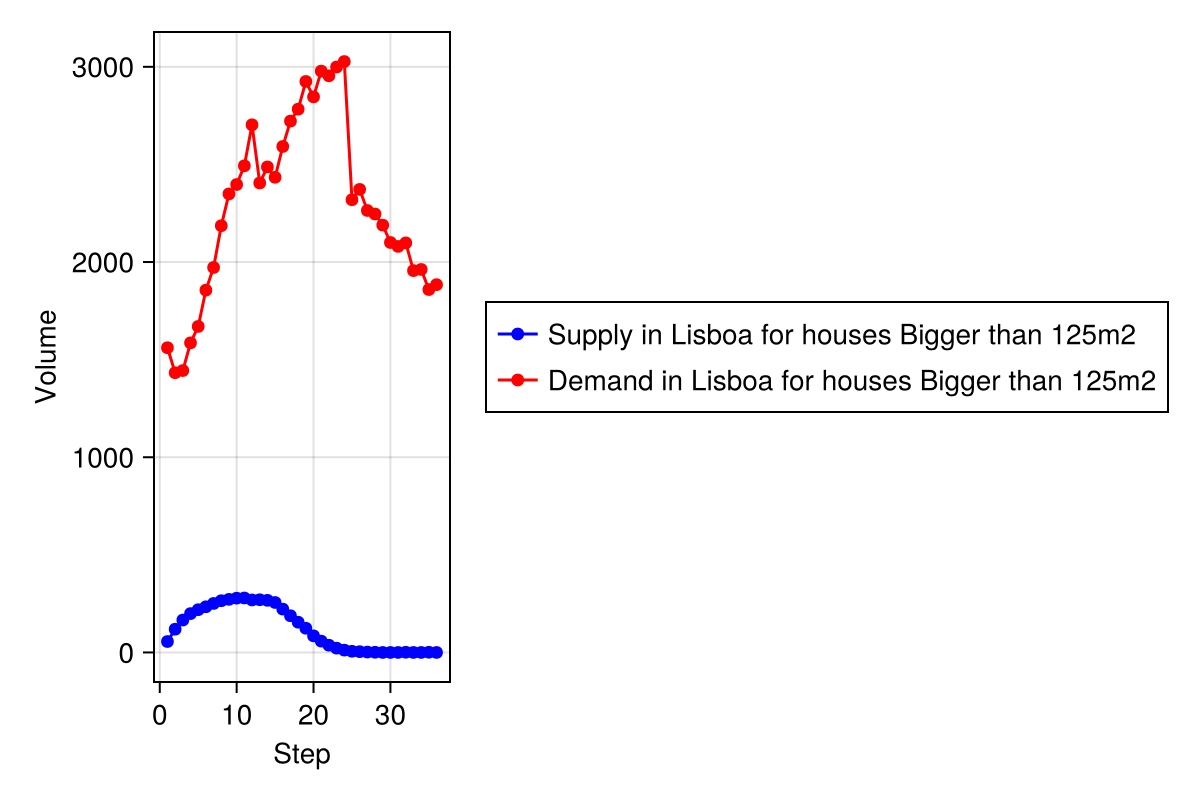 3000
2000
1000
0
Volume
0 10 20 30
Step
Supply in Lisboa for houses Bigger than 125m2
Demand in Lisboa for houses Bigger than 125m2